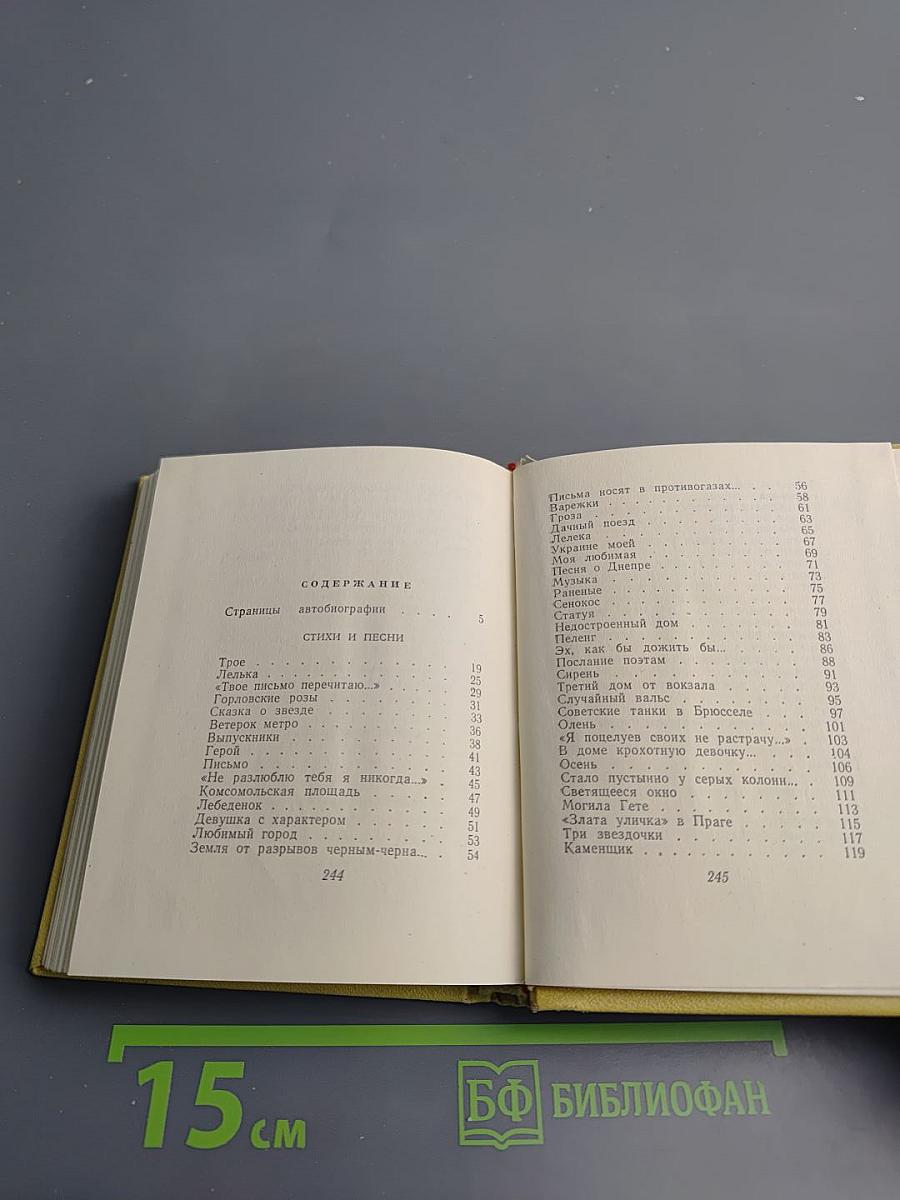 СОДЕРЖАНИЕ
Страницы автобиографии . . . . 5
СТИХИ И ПЕСНИ
Трое . . . . . . . . . . . . 19
Лелька . . . . . . . . . . . 25
«Твое письмо перечитаю...» . . . . 29
Горловские розы . . . . . . . . 31
Сказка о звезде . . . . . . . . 33
Ветерок метро . . . . . . . . . 36
Выпускники . . . . . . . . . . 38
Герой . . . . . . . . . . . . 41
Письмо . . . . . . . . . . . 43
«Не разлюблю тебя я никогда...» . . 45
Комсомольская площадь . . . . . 47
Лебеденок . . . . . . . . . . 49
Девушка с характером . . . . . . 51
Любимый город . . . . . . . . 53
Земля от разрывов черным-черна... . 54
244
Письма носят в противогазах... . . 56
Варежки . . . . . . . . . . . 58
Гроза . . . . . . . . . . . . 61
Дачный поезд . . . . . . . . . 63
Лелека . . . . . . . . . . . 65
Украине моей . . . . . . . . . 67
Моя любимая . . . . . . . . . 69
Песня о Днепре . . . . . . . . 71
Музыка . . . . . . . . . . . 73
Раненые . . . . . . . . . . . 75
Сенокос . . . . . . . . . . . 77
Статуя . . . . . . . . . . . 79
Недостроенный дом . . . . . . . 81
Пеленг . . . . . . . . . . . 83
Эх, как бы дожить бы... . . . . . 86
Послание поэтам . . . . . . . . 88
Сирень . . . . . . . . . . . 91
Третий дом от вокзала . . . . . . 93
Случайный вальс . . . . . . . . 95
Советские танки в Брюсселе . . . . 97
Олень . . . . . . . . . . . . 101
«Я поцелуев своих не растрачу...» . 103
В доме крохотную девочку... . . . 104
Осень . . . . . . . . . . . . 106
Стало пустынно у серых колонн... . 109
Светящееся окно . . . . . . . . 111
Могила Гете . . . . . . . . . 113
«Злата уличка» в Праге . . . . . 115
Три звездочки . . . . . . . . . 117
Каменщик . . . . . . . . . . 119
245
15 см
БФ БИБЛИОФАН